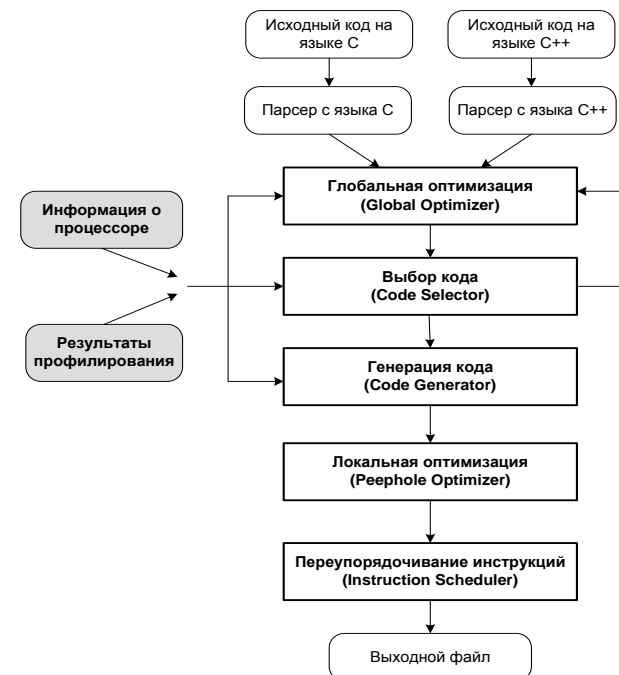 Исходный код на
языке C
Исходный код на
языке C++
Парсер с языка C
Парсер с языка C++
Глобальная оптимизация
(Global Optimizer)
Информация о
процессоре
Выбор кода
(Code Selector)
Результаты
профилирования
Генерация кода
(Code Generator)
Локальная оптимизация
(Peephole Optimizer)
Переупорядочивание инструкций
(Instruction Scheduler)
Выходной файл